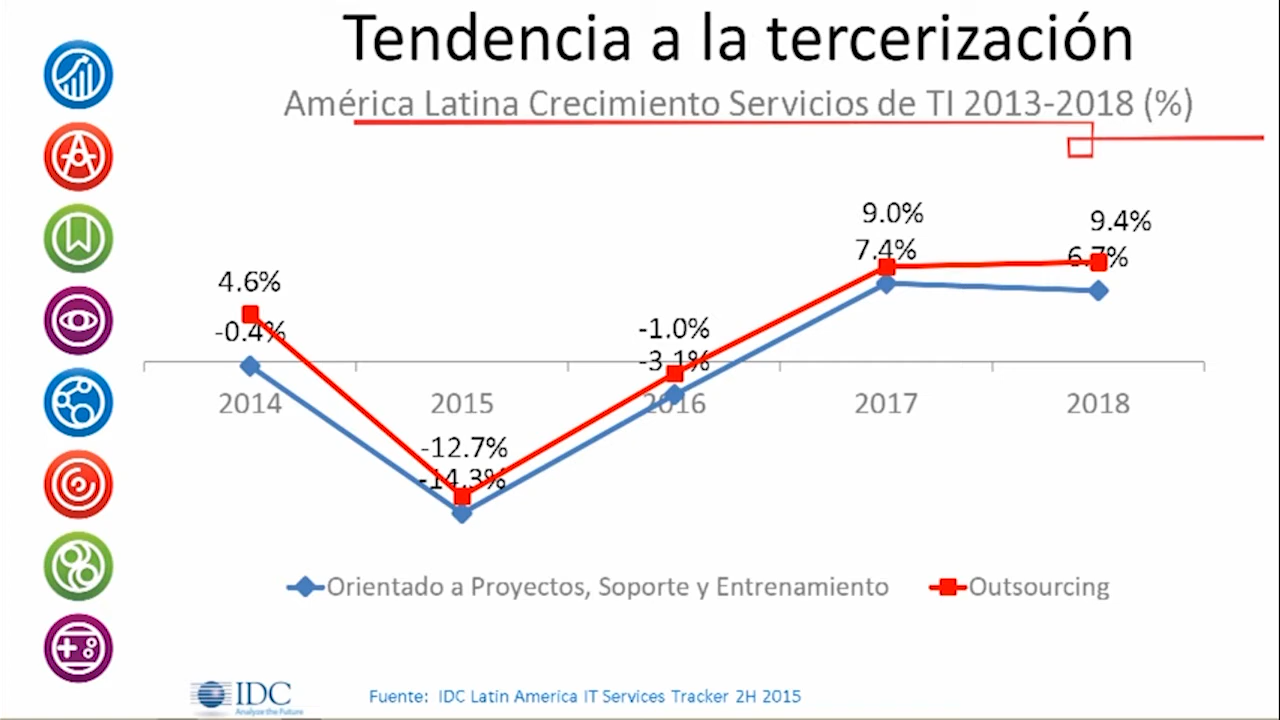 Tendencia a la tercerización
América Latina Crecimiento Servicios de TI 2013-2018 (%)
9.0%
9.4%
7.4%
6.7%
4.6%
-0.4%
-1.0%
-3.1%
2014 2015 2016 2017 2018
-12.7%
-14.3%
Orientado a Proyectos, Soporte y Entrenamiento Outsourcing
IDC
Analyze the Future
Fuente: IDC Latin America IT Services Tracker 2H 2015